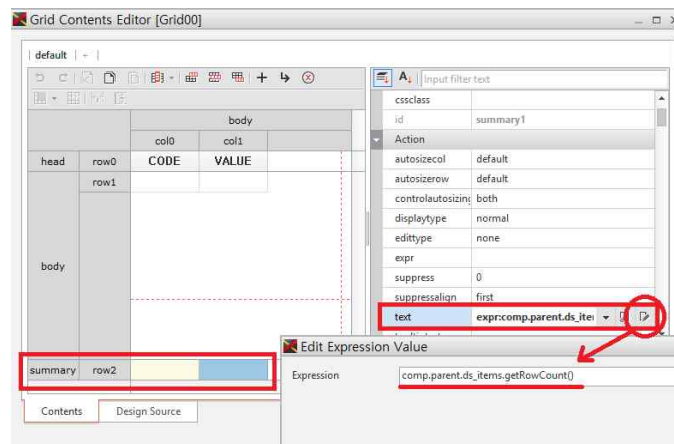 Grid Contents Editor [Grid00]
default
Input filter text
body
col0 col1
head row0 CODE VALUE
row1
body
summary row2
Contents Design Source
cssclass
id summary1
Action
autosizecol default
autosizerow default
controlautosizing both
displaytype normal
edittype none
expr
suppress 0
suppressalign first
text expr:comp.parent.ds_iter
Edit Expression Value
Expression comp.parent.ds_items.getRowCount()